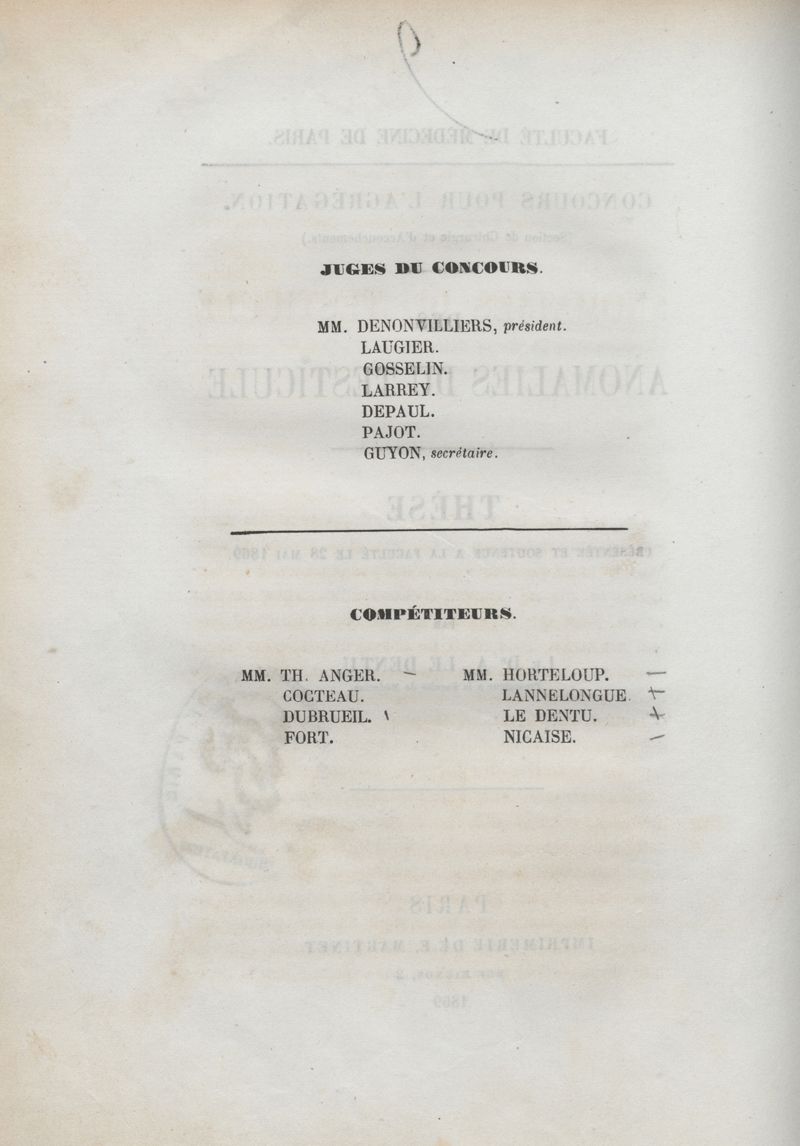 JUGES DU CONCOURS.
MM. DENONVILLIERS, président.
LAUGIER.
GOSSELIN.
LARREY.
DEPAUL.
PAJOT.
GUYON, secrétaire.
COMPÉTITEURS.
MM. TH. ANGER. — MM. HORTELOUP. —
COCTEAU. LANNELONGUE.
DUBRUEIL. LE DENTU.
FORT. NICAISE. —